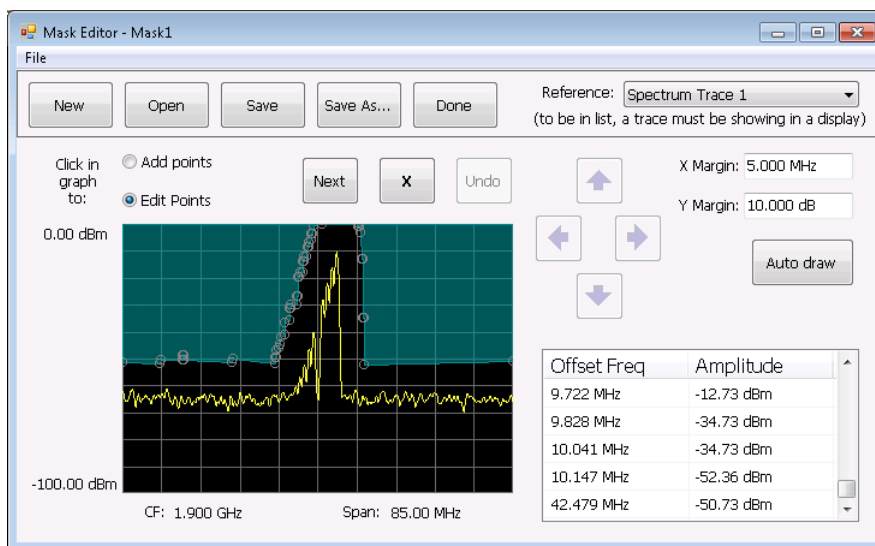 Mask Editor - Mask1
File
New
Open
Save
Save As...
Done
Reference: Spectrum Trace 1
(to be in list, a trace must be showing in a display)
Click in graph to:
Add points
Edit Points
Next
X
Undo
X Margin: 5.000 MHz
Y Margin: 10.000 dB
Auto draw
0.00 dBm
-100.00 dBm
CF: 1.900 GHz
Span: 85.00 MHz
Offset Freq Amplitude
9.722 MHz -12.73 dBm
9.828 MHz -34.73 dBm
10.041 MHz -34.73 dBm
10.147 MHz -52.36 dBm
42.479 MHz -50.73 dBm